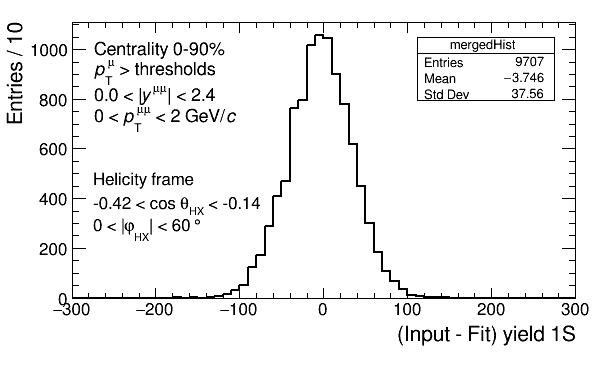 Entries / 10
1000
800
600
400
200
0
Centrality 0-90%
p_T^μ > thresholds
0.0 < |y^μμ| < 2.4
0 < p_T^μμ < 2 GeV/c
Helicity frame
-0.42 < cos θ_HX < -0.14
0 < |φ_HX| < 60 °
mergedHist
Entries 9707
Mean −3.746
Std Dev 37.56
−300 −200 −100 0 100 200 300
(Input - Fit) yield 1S